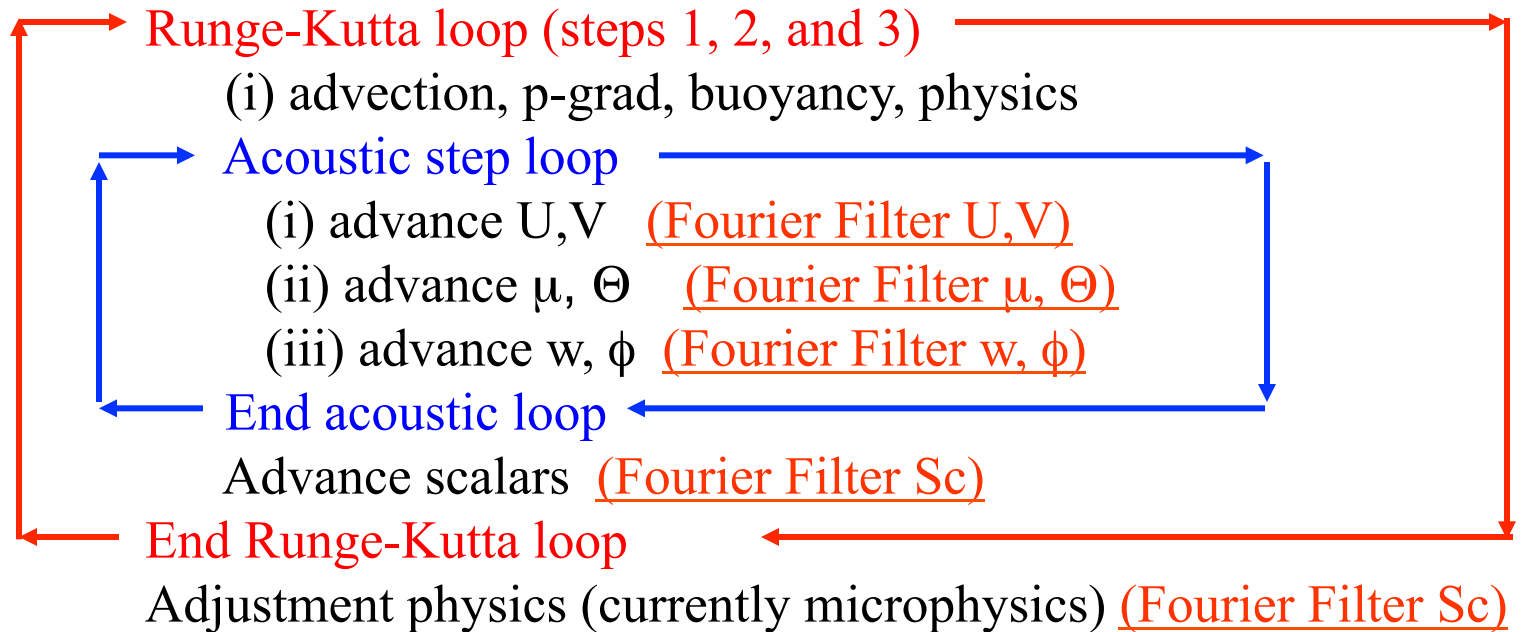 Runge-Kutta loop (steps 1, 2, and 3)
(i) advection, p-grad, buoyancy, physics
Acoustic step loop
(i) advance U,V (Fourier Filter U,V)
(ii) advance μ, Θ (Fourier Filter μ, Θ)
(iii) advance w, ϕ (Fourier Filter w, ϕ)
End acoustic loop
Advance scalars (Fourier Filter Sc)
End Runge-Kutta loop
Adjustment physics (currently microphysics) (Fourier Filter Sc)